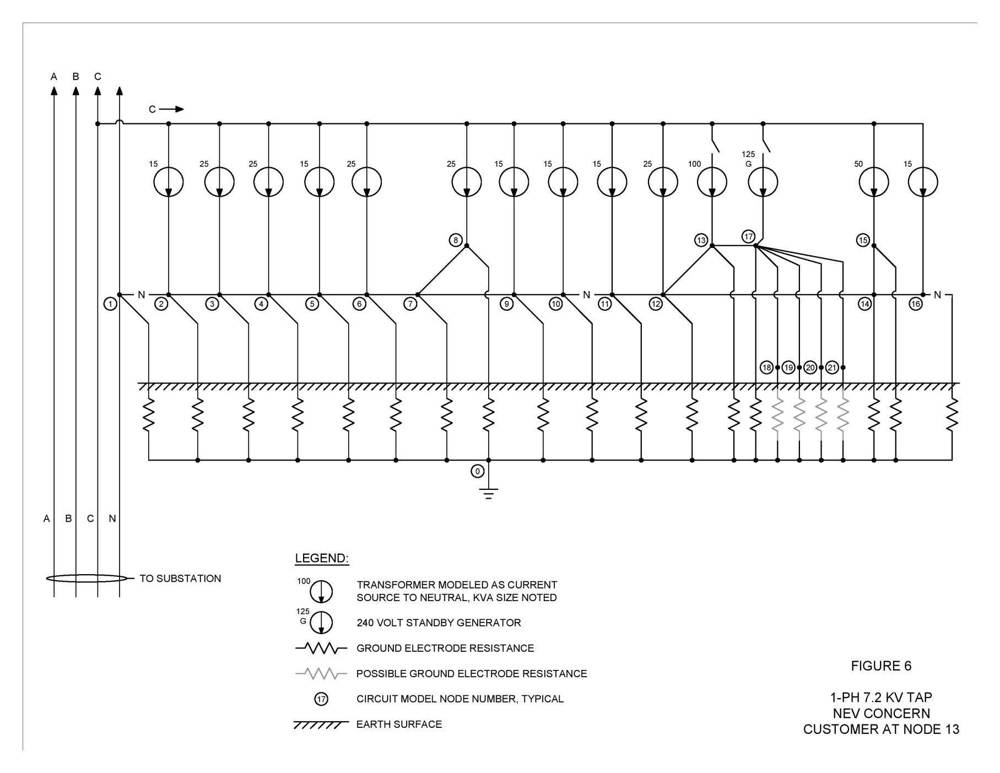 A B C
C
15 25 25 15 25 25 15 15 15 25 100 125 50 15
G
8 13 17 15
N N N
1 2 3 4 5 6 7 9 10 11 12 14 16
18 19 20 21
0
A B C N
TO SUBSTATION
LEGEND:
100 TRANSFORMER MODELED AS CURRENT
SOURCE TO NEUTRAL, KVA SIZE NOTED
125
G 240 VOLT STANDBY GENERATOR
GROUND ELECTRODE RESISTANCE
POSSIBLE GROUND ELECTRODE RESISTANCE
17 CIRCUIT MODEL NODE NUMBER, TYPICAL
EARTH SURFACE
FIGURE 6
1-PH 7.2 KV TAP
NEV CONCERN
CUSTOMER AT NODE 13